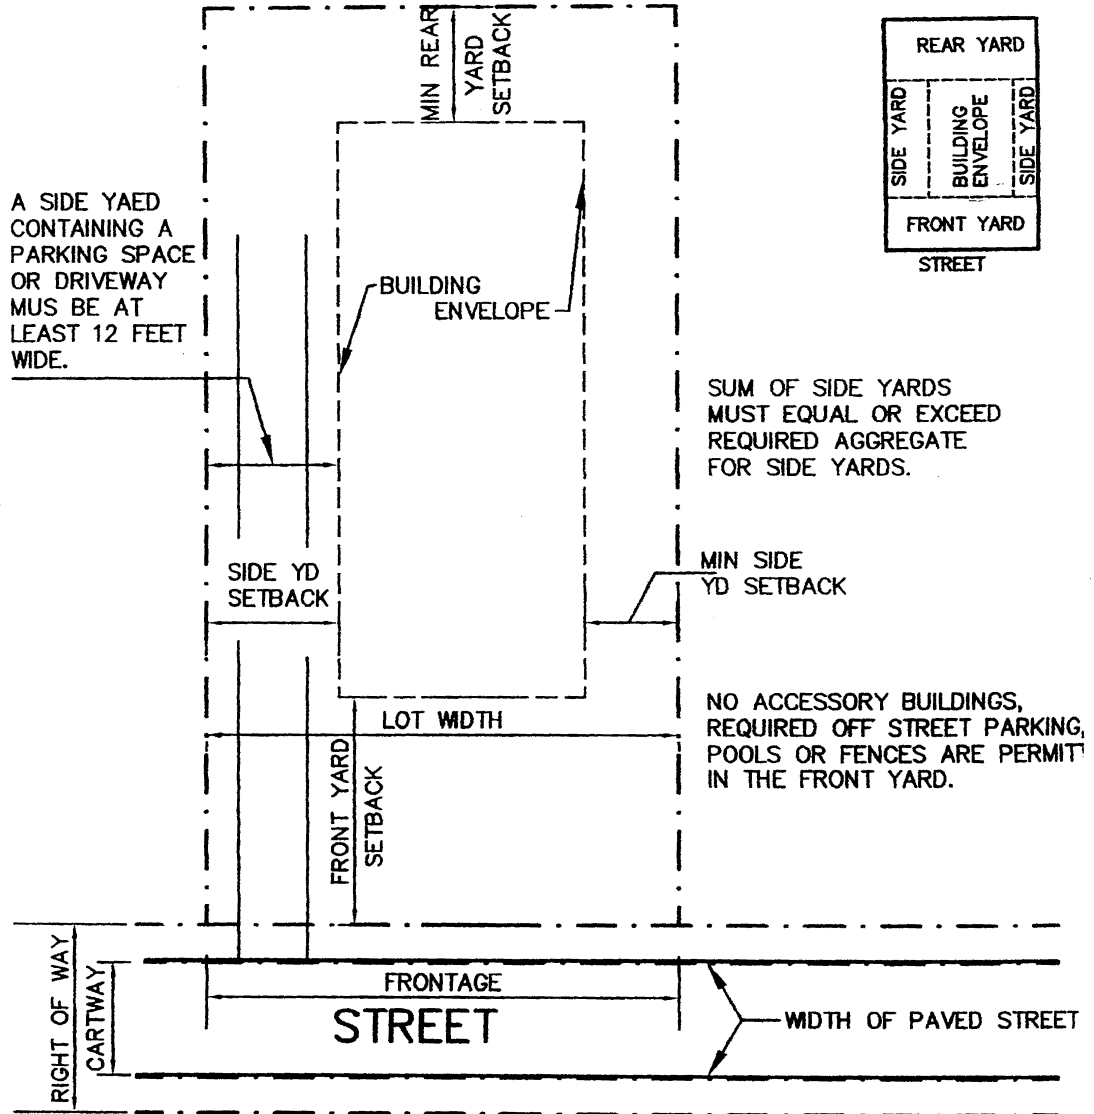 MIN REAR
YARD
SETBACK
REAR YARD
SIDE YARD
BUILDING
ENVELOPE
SIDE YARD
FRONT YARD
STREET
A SIDE YAED
CONTAINING A
PARKING SPACE
OR DRIVEWAY
MUS BE AT
LEAST 12 FEET
WIDE.
BUILDING
ENVELOPE
SUM OF SIDE YARDS
MUST EQUAL OR EXCEED
REQUIRED AGGREGATE
FOR SIDE YARDS.
SIDE YD
SETBACK
MIN SIDE
YD SETBACK
NO ACCESSORY BUILDINGS,
REQUIRED OFF STREET PARKING,
POOLS OR FENCES ARE PERMIT
IN THE FRONT YARD.
LOT WIDTH
FRONT YARD
SETBACK
RIGHT OF WAY
CARTWAY
FRONTAGE
STREET
WIDTH OF PAVED STREET